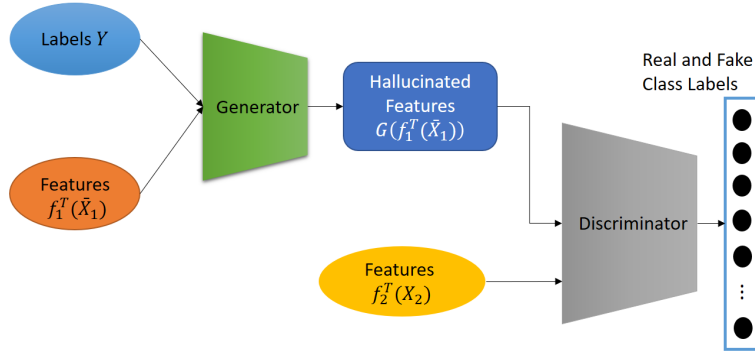 Labels Y
Generator
Hallucinated
Features
G(f₁ᵀ(X̄₁))
Features
f₁ᵀ(X̄₁)
Features
f₂ᵀ(X₂)
Discriminator
Real and Fake
Class Labels
...